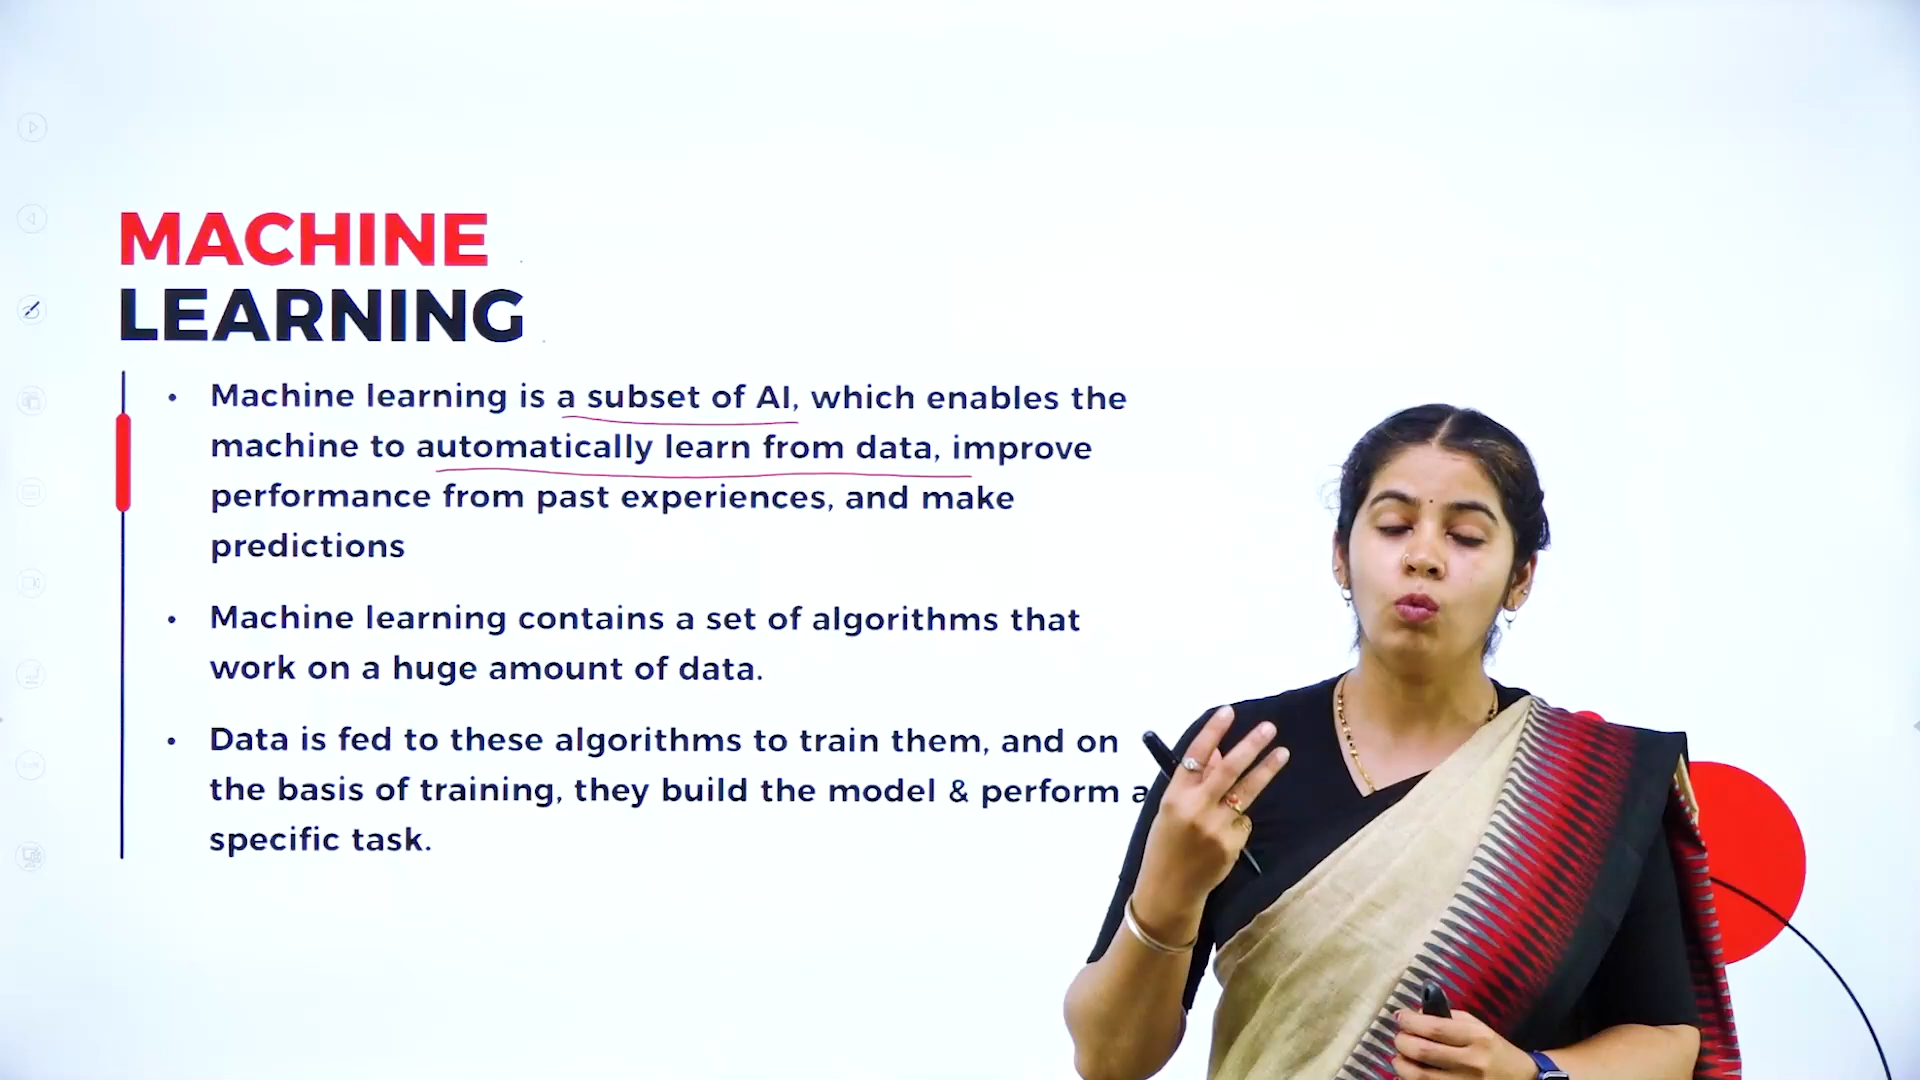 MACHINE
LEARNING
• Machine learning is a subset of AI, which enables the
machine to automatically learn from data, improve
performance from past experiences, and make
predictions
• Machine learning contains a set of algorithms that
work on a huge amount of data.
• Data is fed to these algorithms to train them, and on
the basis of training, they build the model & perform a
specific task.